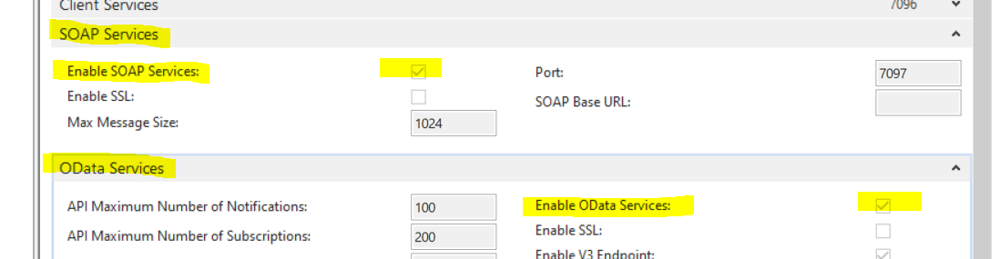 Client Services 7096
SOAP Services
Enable SOAP Services: Port: 7097
Enable SSL: SOAP Base URL:
Max Message Size: 1024
OData Services
API Maximum Number of Notifications: 100 Enable OData Services:
API Maximum Number of Subscriptions: 200 Enable SSL:
Enable V3 Endpoint: